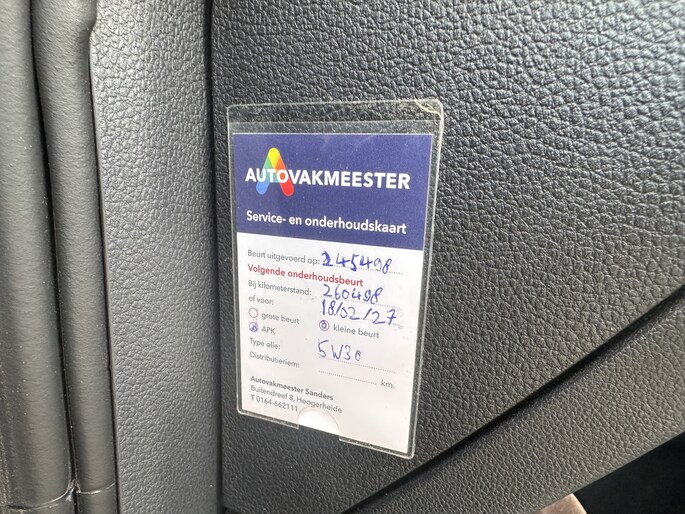 AUTOVAKMEESTER
Service- en onderhoudskaart
Beurt uitgevoerd op: 245498
Volgende onderhoudsbeurt
Bij kilometerstand: 260498
of voor: 18/02/27
grote beurt kleine beurt
APK
Type olie: 5W30
Distributieriem:
km.
Autovakmeester Sanders
Buitendreef 8, Hoogerheide
T 0164-662111